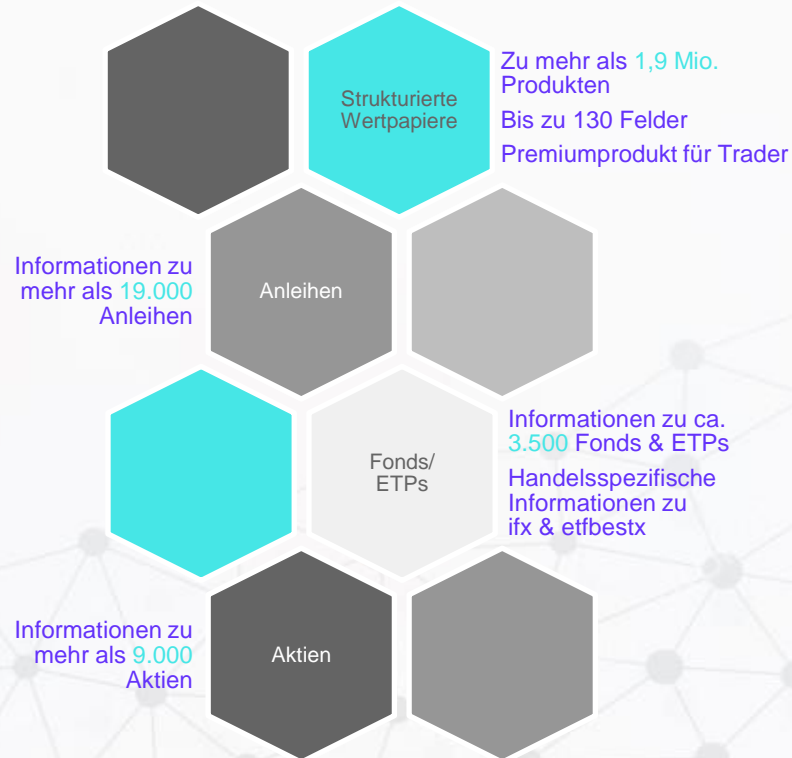 Strukturierte
Wertpapiere
Zu mehr als 1,9 Mio.
Produkten
Bis zu 130 Felder
Premiumprodukt für Trader
Informationen zu
mehr als 19.000
Anleihen
Anleihen
Fonds/
ETPs
Informationen zu ca.
3.500 Fonds & ETPs
Handelsspezifische
Informationen zu
ifx & etfbestx
Informationen zu
mehr als 9.000
Aktien
Aktien